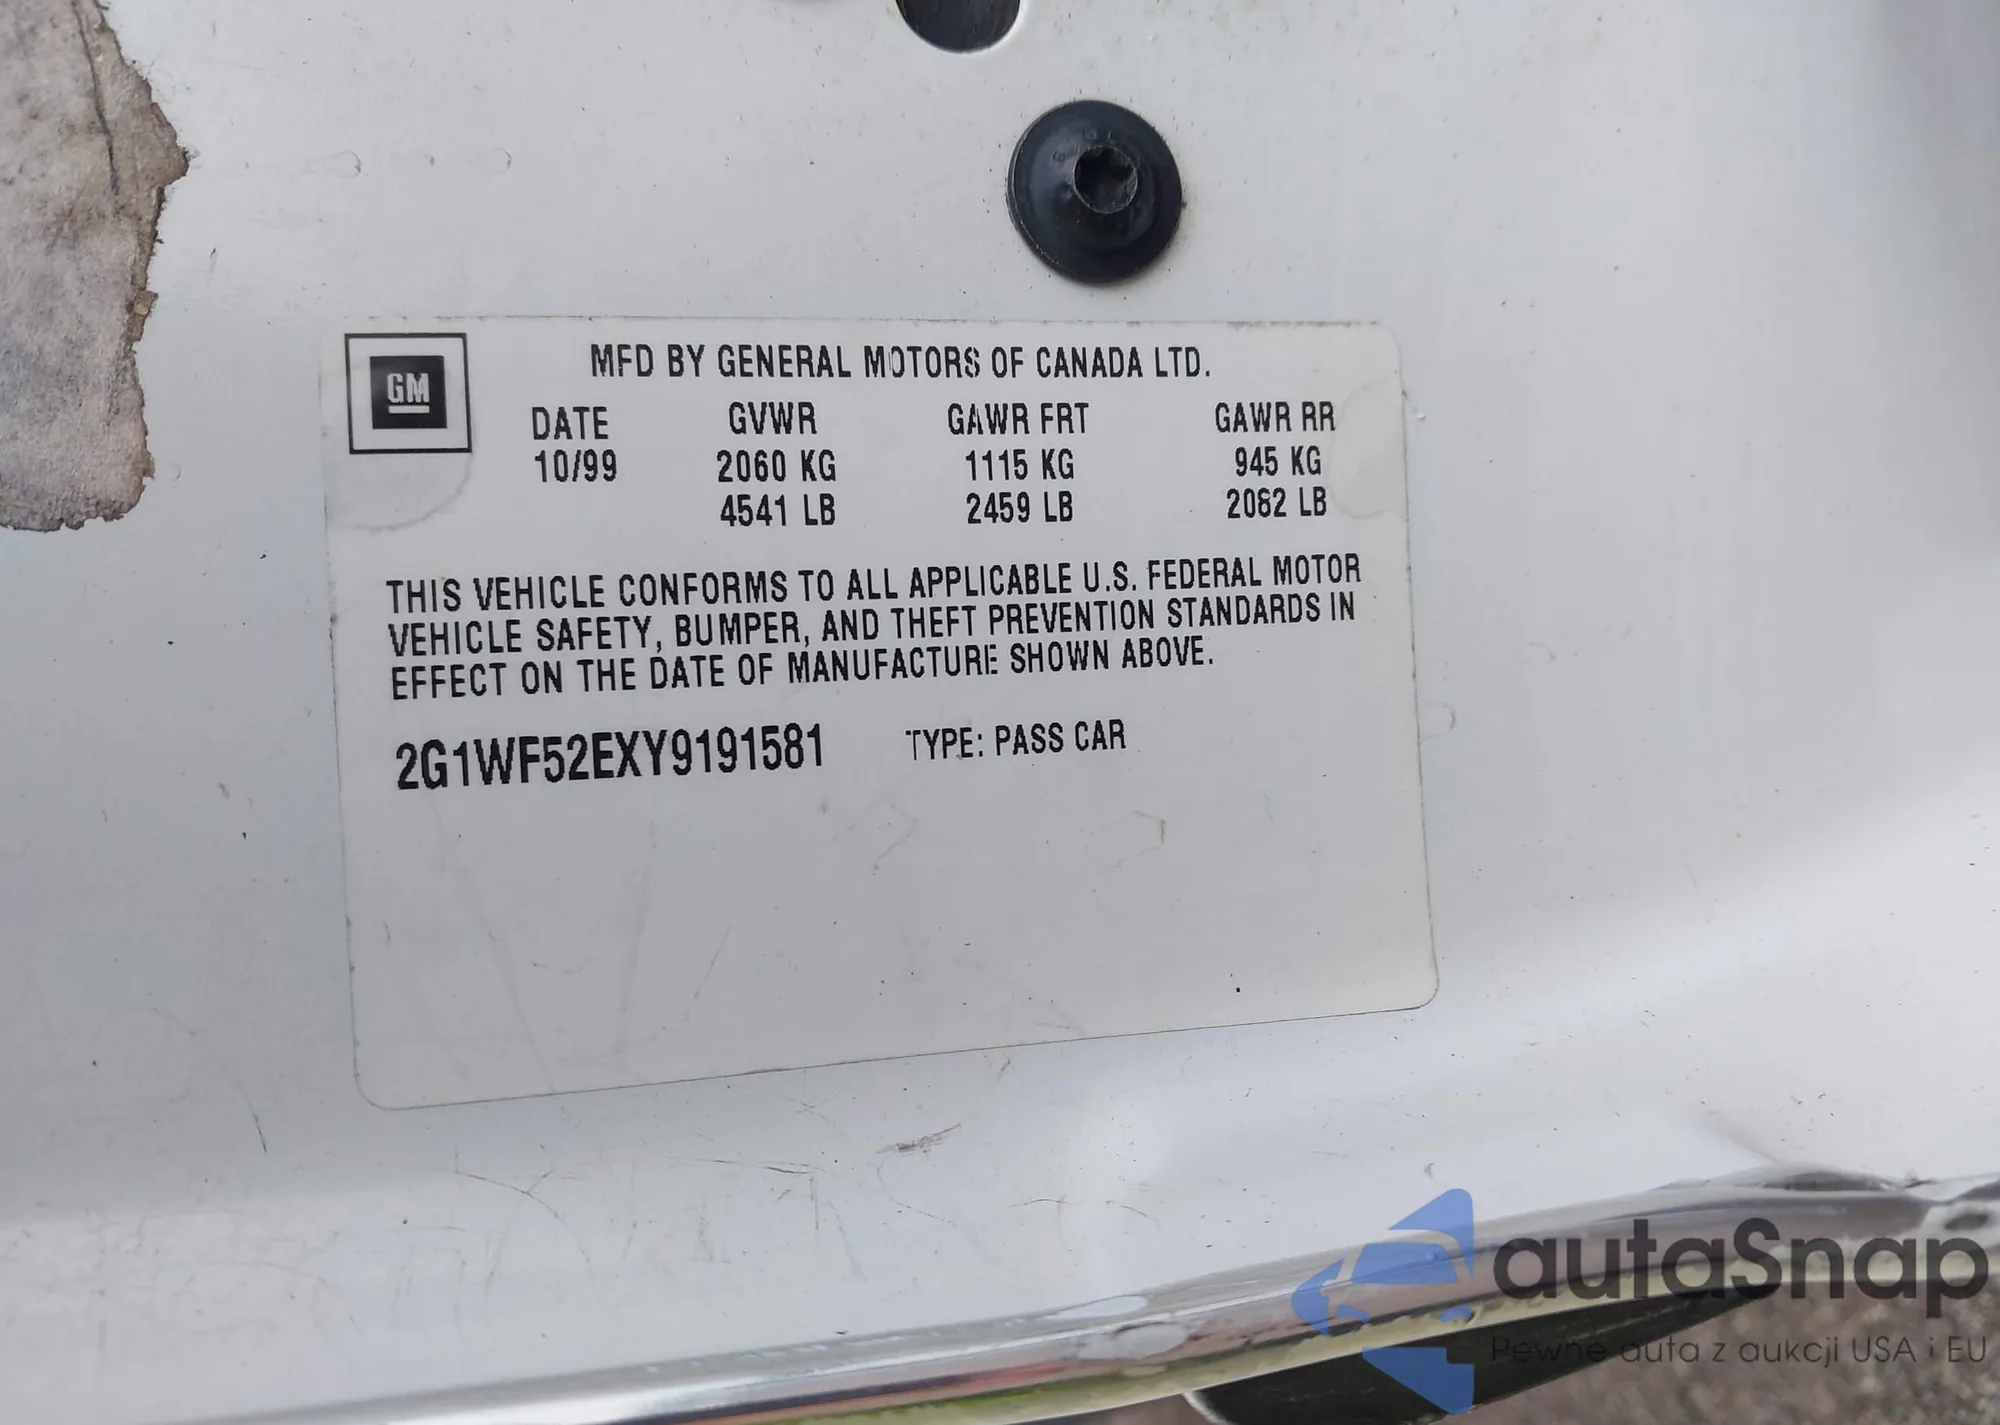 GM
MFD BY GENERAL MOTORS OF CANADA LTD.
DATE GVWR GAWR FRT GAWR RR
10/99 2060 KG 1115 KG 945 KG
4541 LB 2459 LB 2082 LB
THIS VEHICLE CONFORMS TO ALL APPLICABLE U.S. FEDERAL MOTOR
VEHICLE SAFETY, BUMPER, AND THEFT PREVENTION STANDARDS IN
EFFECT ON THE DATE OF MANUFACTURE SHOWN ABOVE.
2G1WF52EXY9191581 TYPE: PASS CAR
autaSnap
Pewne auta z aukcji USA i EU